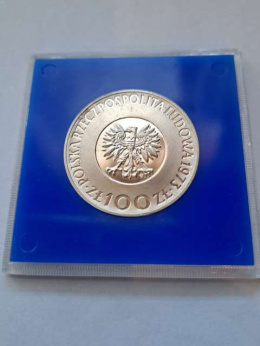 POLSKA RZECZPOSPOLITA LUDOWA 1973
ZŁ 100 ZŁ